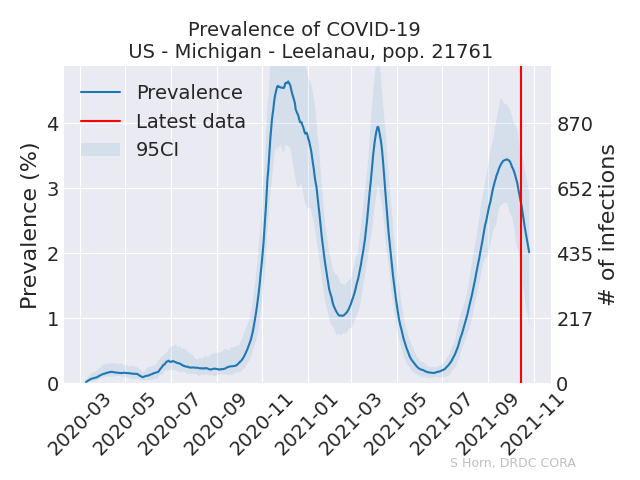 Prevalence of COVID-19
US - Michigan - Leelanau, pop. 21761
Prevalence
Latest data
95CI
Prevalence (%)
4
3
2
1
0
870
652
435
217
0
# of infections
2020-03
2020-05
2020-07
2020-09
2020-11
2021-01
2021-03
2021-05
2021-07
2021-09
2021-11
S Horn, DRDC CORA